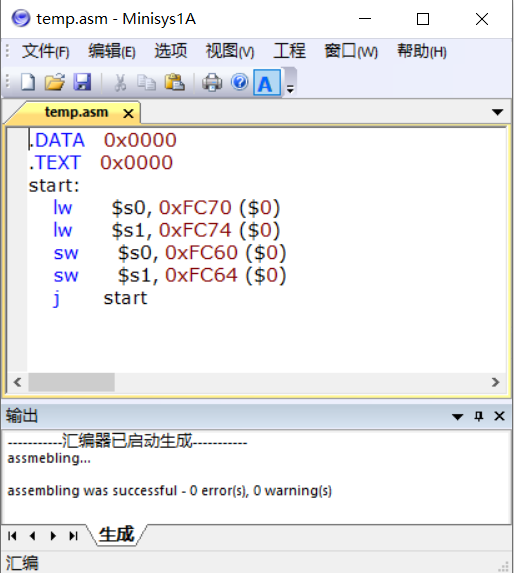 temp.asm - Minisys1A
文件(F) 编辑(E) 选项 视图(V) 工程 窗口(W) 帮助(H)
A
temp.asm
.DATA 0x0000
.TEXT 0x0000
start:
lw $s0, 0xFC70 ($0)
lw $s1, 0xFC74 ($0)
sw $s0, 0xFC60 ($0)
sw $s1, 0xFC64 ($0)
j start
输出
-----------汇编器已启动生成-----------
assmebling...
assembling was successful - 0 error(s), 0 warning(s)
生成
汇编